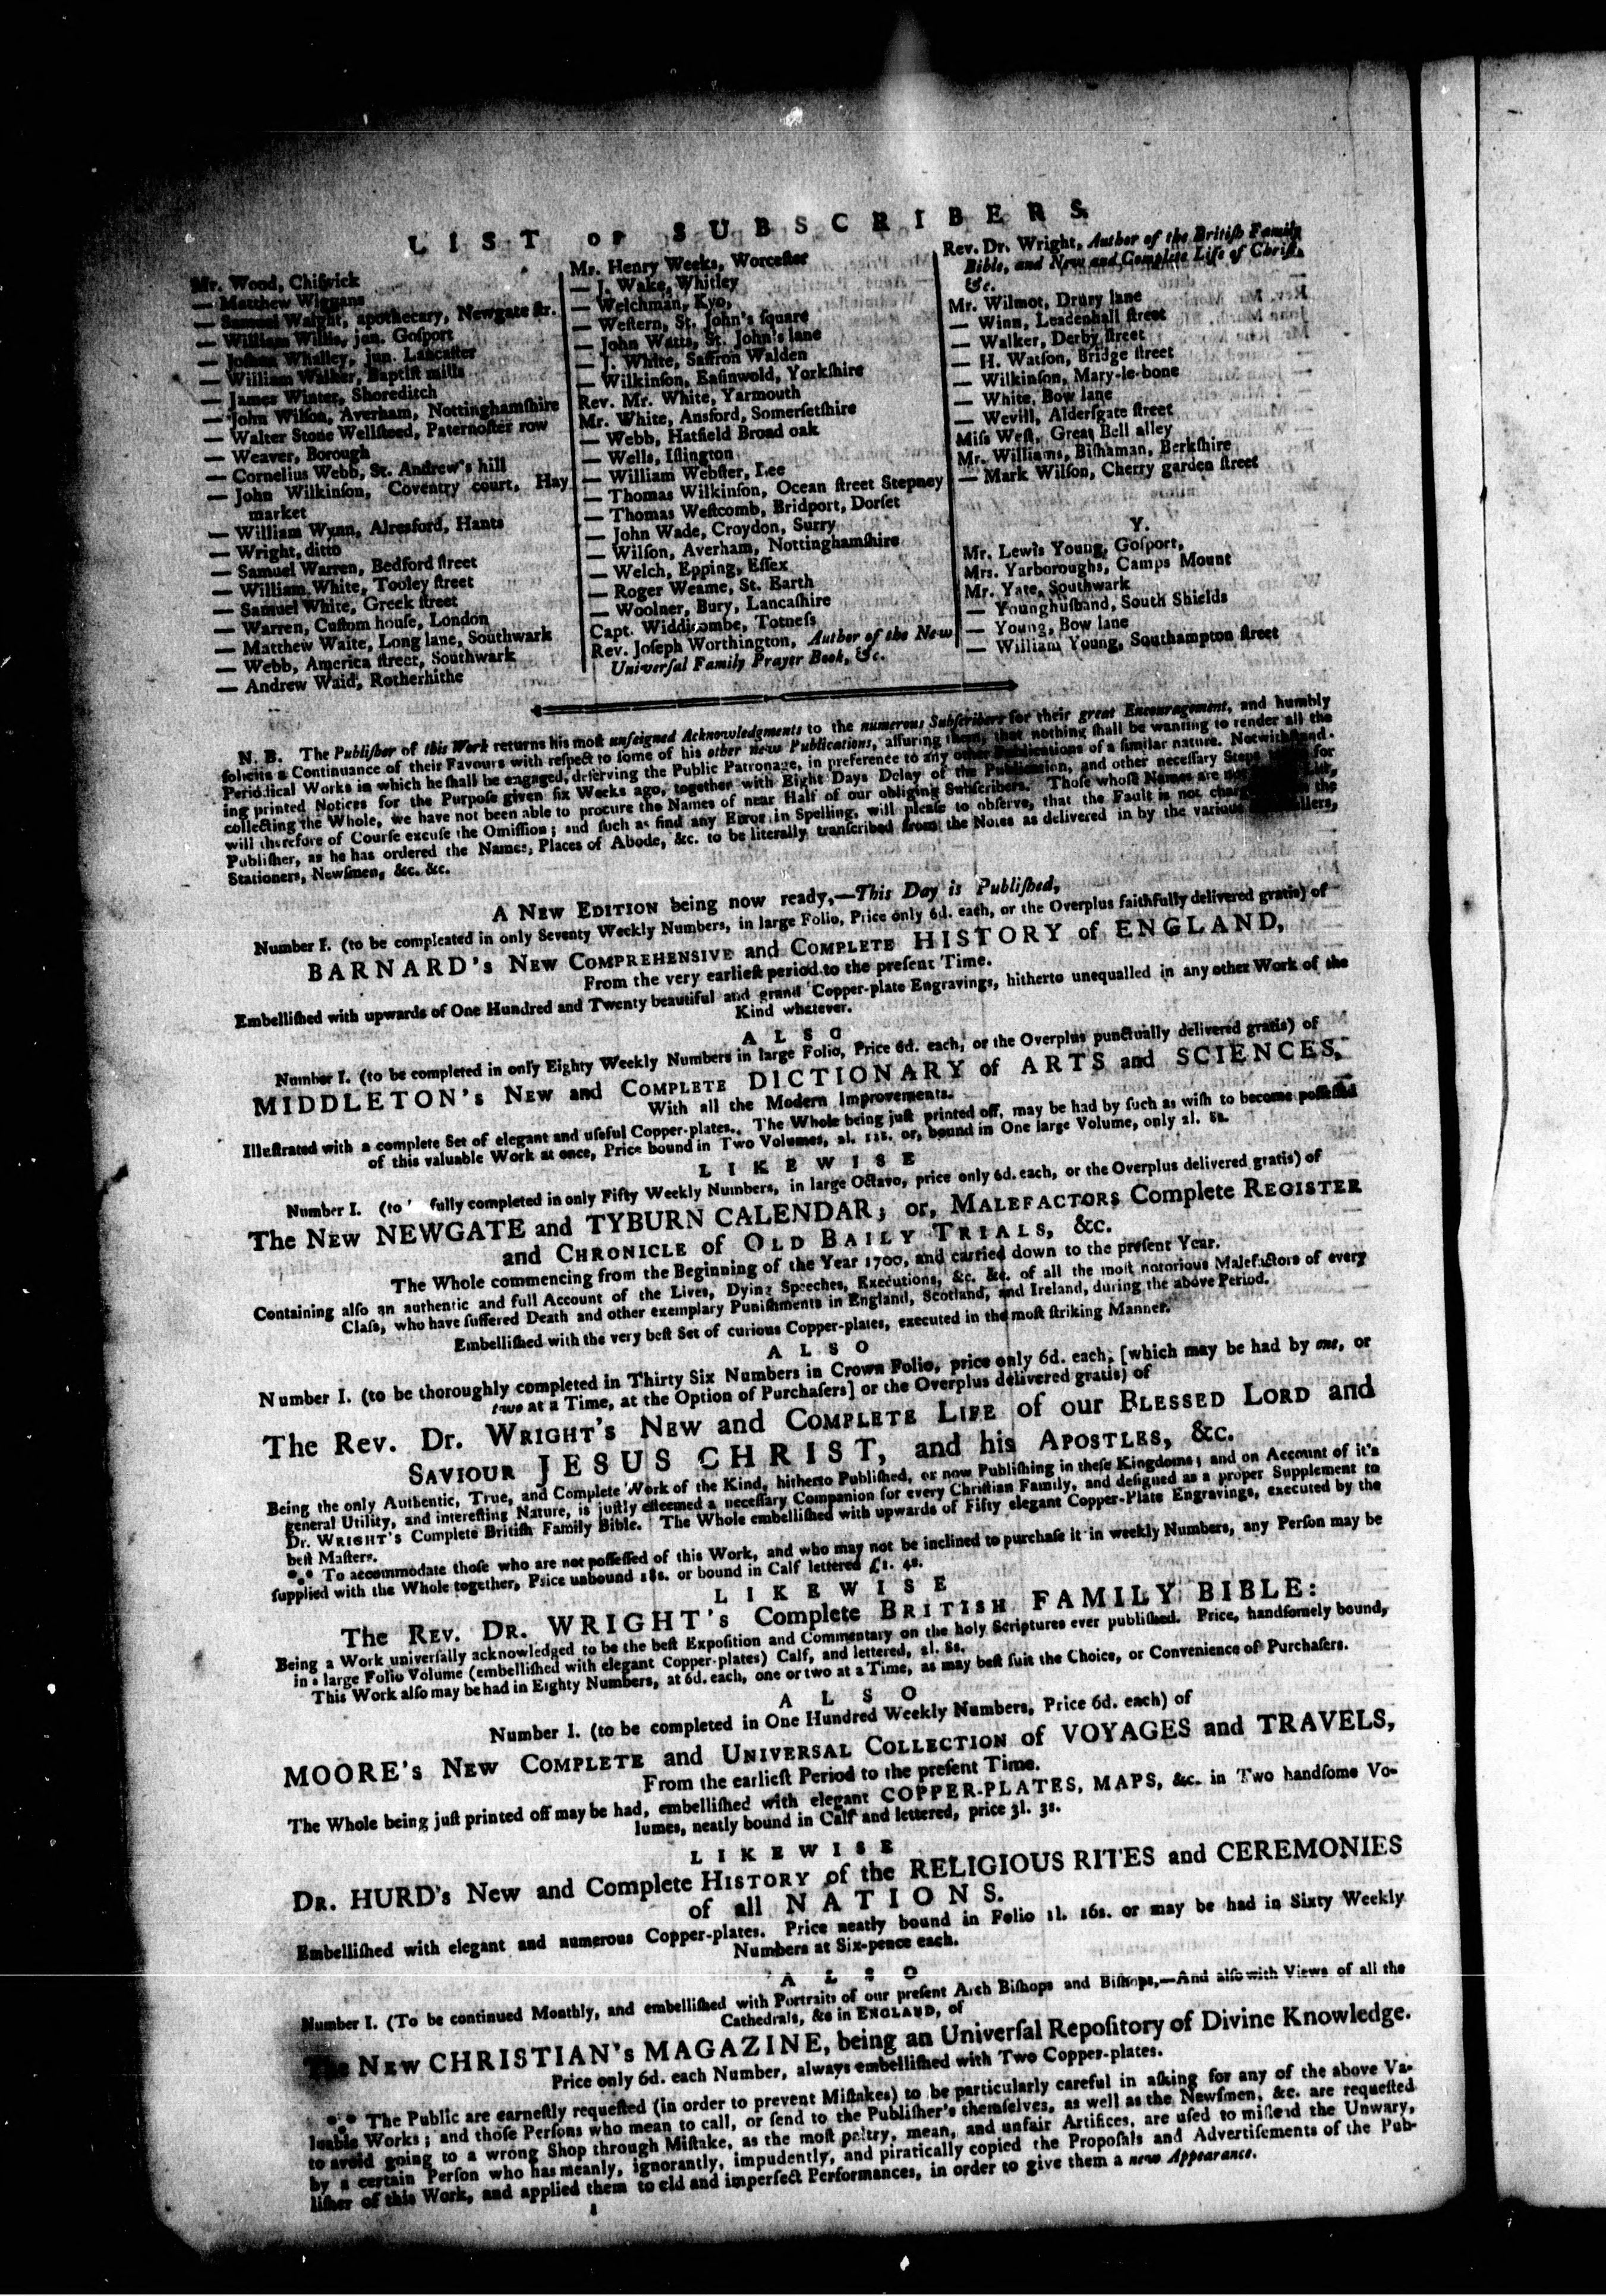 LIST OF SUBSCRIBERS.
Mr. Wood, Chiſwick
— Matthew Wiggans
— Samuel Waight, apothecary, Newgate ſtr.
— William Willis, jun. Goſport
— Joſhua Whalley, jun. Lancaſter
— William Walker, Baptiſt mills
— James Winter, Shoreditch
— John Wilſon, Averham, Nottinghamſhire
— Walter Stone Wellſteed, Paternoſter row
— Weaver, Borough
— Cornelius Webb, St. Andrew's hill
— John Wilkinſon, Coventry court, Hay
market
— William Wynn, Alresford, Hants
— Wright, ditto
— Samuel Warren, Bedford ſtreet
— William White, Tooley ſtreet
— Samuel White, Greek ſtreet
— Warren, Cuſtom houſe, London
— Matthew Waite, Long lane, Southwark
— Webb, America ſtreet, Southwark
— Andrew Waid, Rotherhithe
Mr. Henry Weeks, Worceſter
— J. Wake, Whitley
— Welchman, Kyo,
— Weſtern, St. John's ſquare
— John Watts, St. John's lane
— J. White, Saffron Walden
— Wilkinſon, Eaſinwold, Yorkſhire
Rev. Mr. White, Yarmouth
Mr. White, Ansford, Somerſetſhire
— Webb, Hatfield Broad oak
— Wells, Iſlington
— William Webſter, Lee
— Thomas Wilkinſon, Ocean ſtreet Stepney
— Thomas Weſtcomb, Bridport, Dorſet
— John Wade, Croydon, Surry
— Wilſon, Averham, Nottinghamſhire
— Welch, Epping, Eſſex
— Roger Weame, St. Earth
— Woolner, Bury, Lancaſhire
Capt. Widdicombe, Totneſs
Rev. Joſeph Worthington, Author of the New
Univerſal Family Prayer Book, &c.
Rev. Dr. Wright, Author of the Britiſh Family
Bible, and New and Complete Life of Chriſt,
&c.
Mr. Wilmot, Drury lane
— Winn, Leadenhall ſtreet
— Walker, Derby ſtreet
— H. Watſon, Bridge ſtreet
— Wilkinſon, Mary-le-bone
— White, Bow lane
— Wevill, Alderſgate ſtreet
Miſs Weſt, Great Bell alley
Mr. Williams, Biſhaman, Berkſhire
— Mark Wilſon, Cherry garden ſtreet
Y.
Mr. Lewis Young, Goſport,
Mrs. Yarboroughs, Camps Mount
Mr. Yate, Southwark
— Younghuſband, South Shields
— Young, Bow lane
— William Young, Southampton ſtreet
N. B. The Publiſher of this Work returns his moſt unfeigned Acknowledgments to the numerous Subſcribers for their great Encouragement, and humbly
ſolicits a Continuance of their Favours with reſpect to ſome of his other new Publications, aſſuring them, that nothing ſhall be wanting to render all the
Periodical Works in which he ſhall be engaged, deſerving the Public Patronage, in preference to any other Publications of a ſimilar nature. Notwithſtand-
ing printed Notices for the Purpoſe given ſix Weeks ago, together with Eight Days Delay of the Publication, and other neceſſary Steps for
collecting the Whole, we have not been able to procure the Names of near Half of our obliging Subſcribers. Thoſe whoſe Names are not
will therefore of Courſe excuſe the Omiſſion; and ſuch as find any Error in Spelling, will pleaſe to obſerve, that the Fault is not the
Publiſher, as he has ordered the Names, Places of Abode, &c. to be literally tranſcribed from the Notes as delivered in by the various
Stationers, Newſmen, &c. &c.
A NEW EDITION being now ready,—This Day is Publiſhed,
Number I. (to be compleated in only Seventy Weekly Numbers, in large Folio, Price only 6d. each, or the Overplus faithfully delivered gratis) of
BARNARD's NEW COMPREHENSIVE and COMPLETE HISTORY of ENGLAND,
From the very earlieſt period to the preſent Time.
Embelliſhed with upwards of One Hundred and Twenty beautiful and grand Copper-plate Engravings, hitherto unequalled in any other Work of the
Kind whatever.
ALSO
Number I. (to be completed in only Eighty Weekly Numbers in large Folio, Price 6d. each, or the Overplus punctually delivered gratis) of
MIDDLETON's NEW and COMPLETE DICTIONARY of ARTS and SCIENCES,
With all the Modern Improvements.
Illuſtrated with a complete Set of elegant and uſeful Copper-plates. The Whole being juſt printed off, may be had by ſuch as wiſh to become poſſeſſed
of this valuable Work at once, Price bound in Two Volumes, 2l. 12s. or, bound in One large Volume, only 2l. 8s.
LIKEWISE
Number I. (to fully completed in only Fifty Weekly Numbers, in large Octavo, price only 6d. each, or the Overplus delivered gratis) of
The NEW NEWGATE and TYBURN CALENDAR; or, MALEFACTORS Complete REGISTER
and CHRONICLE of OLD BAILY TRIALS, &c.
The Whole commencing from the Beginning of the Year 1700, and carried down to the preſent Year.
Containing alſo an authentic and full Account of the Lives, Dying Speeches, Executions, &c. &c. of all the moſt notorious Malefactors of every
Claſs, who have ſuffered Death and other exemplary Puniſhments in England, Scotland, and Ireland, during the above Period.
Embelliſhed with the very beſt Set of curious Copper-plates, executed in the moſt ſtriking Manner.
ALSO
Number I. (to be thoroughly completed in Thirty Six Numbers in Crown Folio, price only 6d. each, [which may be had by one, or
two at a Time, at the Option of Purchaſers] or the Overplus delivered gratis) of
The Rev. Dr. WRIGHT's NEW and COMPLETE LIFE of our BLESSED LORD and
SAVIOUR JESUS CHRIST, and his APOSTLES, &c.
Being the only Authentic, True, and Complete Work of the Kind, hitherto Publiſhed, or now Publiſhing in theſe Kingdoms; and on Account of it's
general Utility, and intereſting Nature, is juſtly eſteemed a neceſſary Companion for every Chriſtian Family, and deſigned as a proper Supplement to
Dr. WRIGHT's Complete Britiſh Family Bible. The Whole embelliſhed with upwards of Fifty elegant Copper-Plate Engravings, executed by the
beſt Maſters.
*** To accommodate thoſe who are not poſſeſſed of this Work, and who may not be inclined to purchaſe it in weekly Numbers, any Perſon may be
ſupplied with the Whole together, Price unbound 18s. or bound in Calf lettered £1. 4s.
LIKEWISE
The REV. DR. WRIGHT's Complete BRITISH FAMILY BIBLE:
Being a Work univerſally acknowledged to be the beſt Expoſition and Commentary on the holy Scriptures ever publiſhed. Price, handſomely bound,
in a large Folio Volume (embelliſhed with elegant Copper-plates) Calf, and lettered, 2l. 8s.
This Work alſo may be had in Eighty Numbers, at 6d. each, one or two at a Time, as may beſt ſuit the Choice, or Convenience of Purchaſers.
ALSO
Number I. (to be completed in One Hundred Weekly Numbers, Price 6d. each) of
MOORE's NEW COMPLETE and UNIVERSAL COLLECTION of VOYAGES and TRAVELS,
From the earlieſt Period to the preſent Time.
The Whole being juſt printed off may be had, embelliſhed with elegant COPPER-PLATES, MAPS, &c. in Two handſome Vo-
lumes, neatly bound in Calf and lettered, price 3l. 3s.
LIKEWISE
DR. HURD's New and Complete HISTORY of the RELIGIOUS RITES and CEREMONIES
of all NATIONS.
Embelliſhed with elegant and numerous Copper-plates. Price neatly bound in Folio 1l. 16s. or may be had in Sixty Weekly
Numbers at Six-pence each.
ALSO
Number I. (To be continued Monthly, and embelliſhed with Portraits of our preſent Arch Biſhops and Biſhops,—And alſo with Views of all the
Cathedrals, &c in ENGLAND, of
The NEW CHRISTIAN's MAGAZINE, being an Univerſal Repoſitory of Divine Knowledge.
Price only 6d. each Number, always embelliſhed with Two Copper-plates.
*** The Public are earneſtly requeſted (in order to prevent Miſtakes) to be particularly careful in aſking for any of the above Va-
luable Works; and thoſe Perſons who mean to call, or ſend to the Publiſher's themſelves, as well as the Newſmen, &c. are requeſted
to avoid going to a wrong Shop through Miſtake, as the moſt paltry, mean, and unfair Artifices, are uſed to miſlead the Unwary,
by a certain Perſon who has meanly, ignorantly, impudently, and piratically copied the Propoſals and Advertiſements of the Pub-
liſher of this Work, and applied them to old and imperfect Performances, in order to give them a new Appearance.